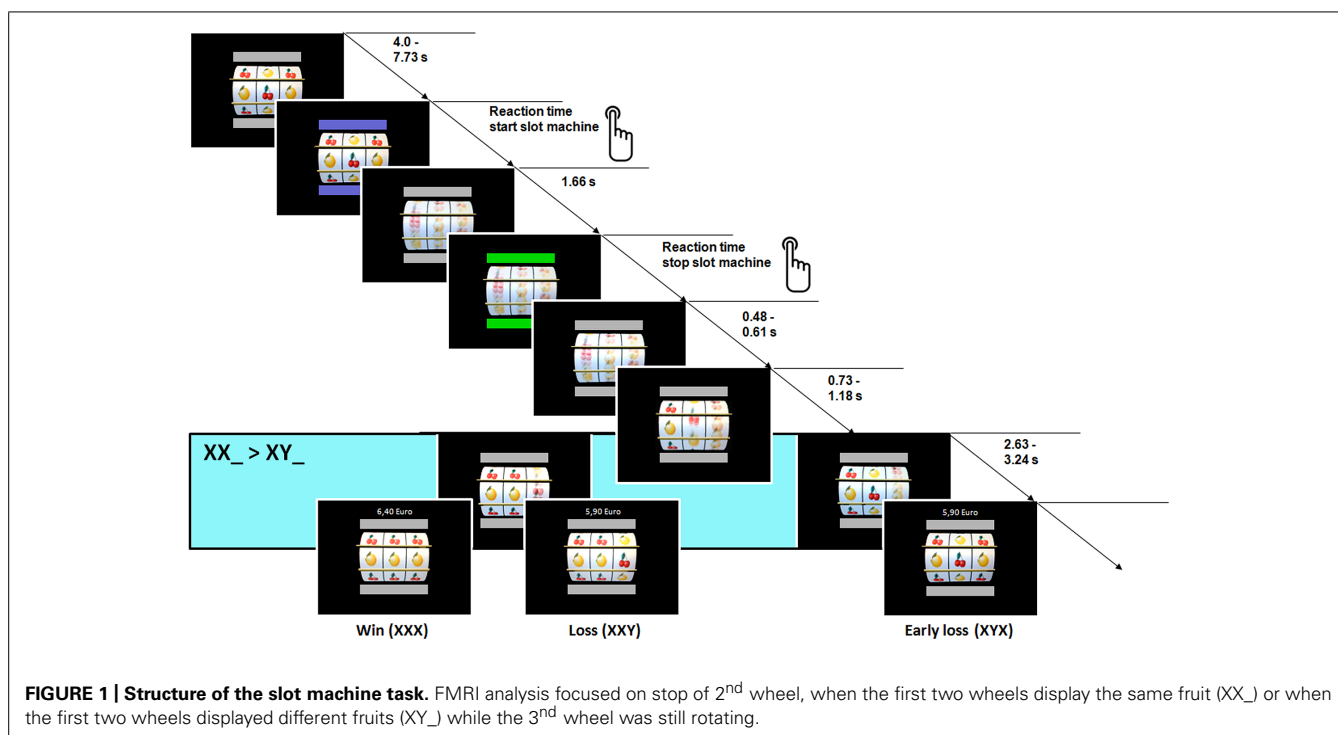 4.0 -
7.73 s
Reaction time
start slot machine
1.66 s
Reaction time
stop slot machine
0.48 -
0.61 s
0.73 -
1.18 s
2.63 -
3.24 s
XX_ > XY_
6,40 Euro
5,90 Euro
5,90 Euro
Win (XXX)
Loss (XXY)
Early loss (XYX)
FIGURE 1 | Structure of the slot machine task. FMRI analysis focused on stop of 2nd wheel, when the first two wheels display the same fruit (XX_) or when
the first two wheels displayed different fruits (XY_) while the 3nd wheel was still rotating.